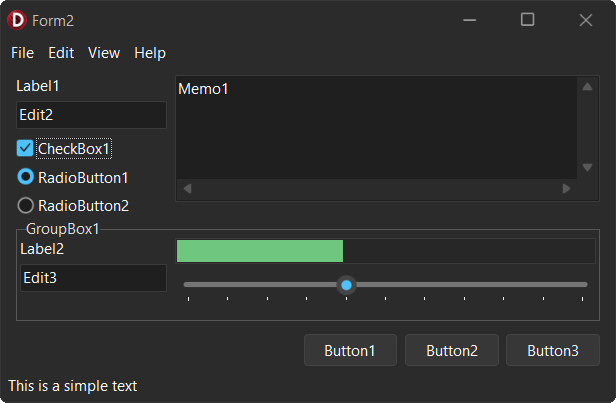 D Form2
File Edit View Help
Label1
Edit2
Memo1
CheckBox1
RadioButton1
RadioButton2
GroupBox1
Label2
Edit3
Button1 Button2 Button3
This is a simple text